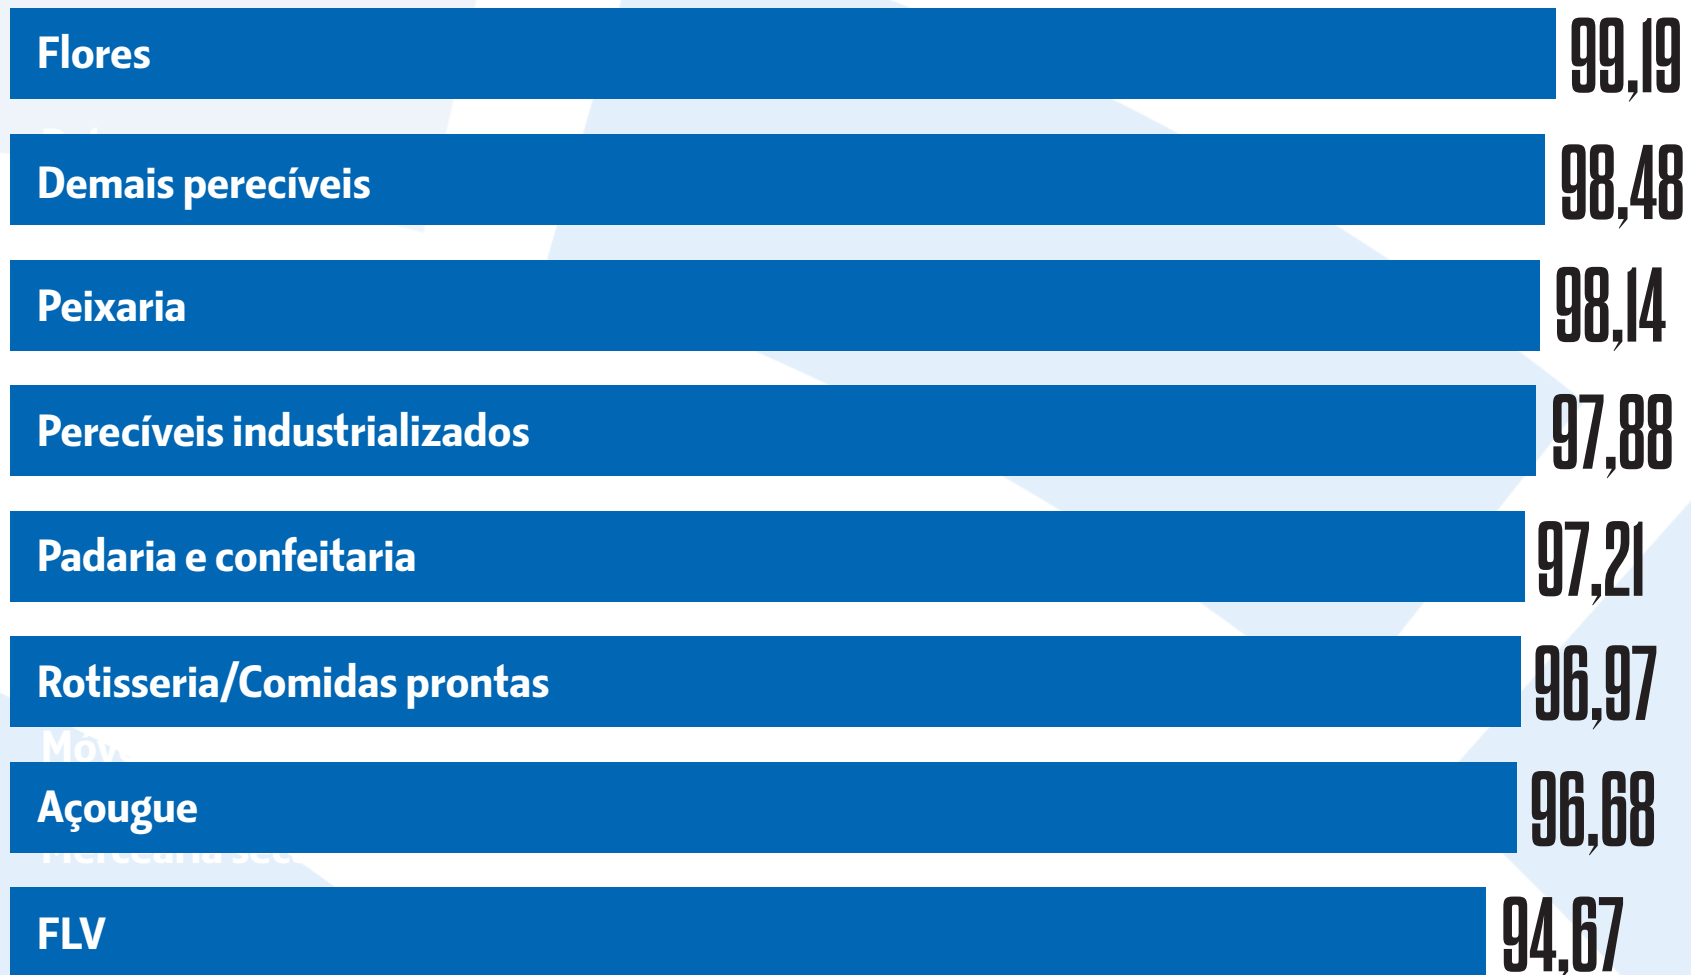 Flores 99,19
Demais perecíveis 98,48
Peixaria 98,14
Perecíveis industrializados 97,88
Padaria e confeitaria 97,21
Rotisseria/Comidas prontas 96,97
Açougue 96,68
FLV 94,67